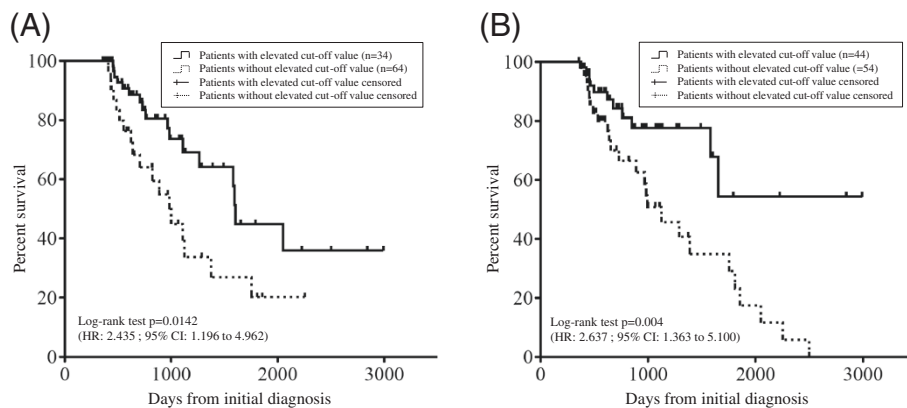 (A)
Patients with elevated cut-off value (n=34)
Patients without elevated cut-off value (n=64)
Patients with elevated cut-off value censored
Patients without elevated cut-off value censored
100
80
60
40
20
0
Percent survival
Log-rank test p=0.0142
(HR: 2.435 ; 95% CI: 1.196 to 4.962)
0 1000 2000 3000
Days from initial diagnosis
(B)
Patients with elevated cut-off value (n=44)
Patients without elevated cut-off value (=54)
Patients with elevated cut-off value censored
Patients without elevated cut-off value censored
100
80
60
40
20
0
Percent survival
Log-rank test p=0.004
(HR: 2.637 ; 95% CI: 1.363 to 5.100)
0 1000 2000 3000
Days from initial diagnosis